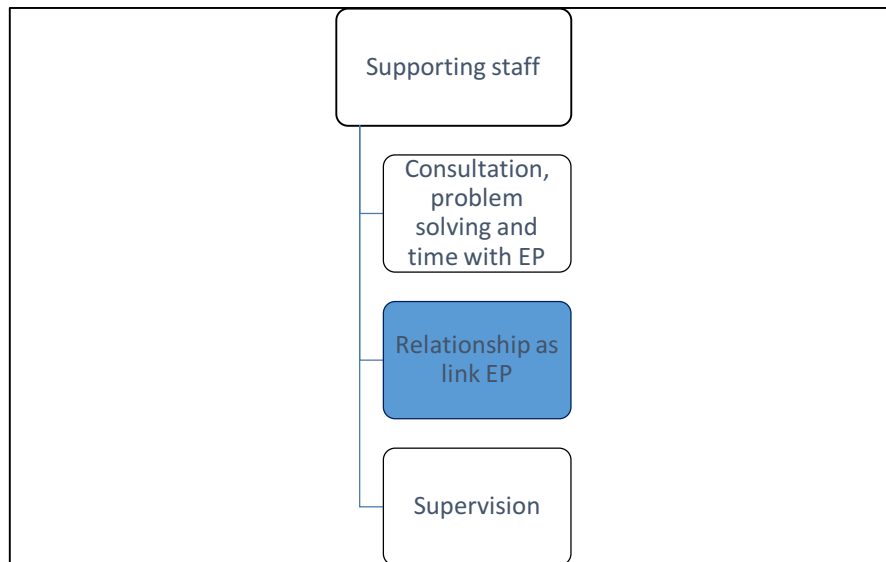 Supporting staff
Consultation,
problem
solving and
time with EP
Relationship as
link EP
Supervision